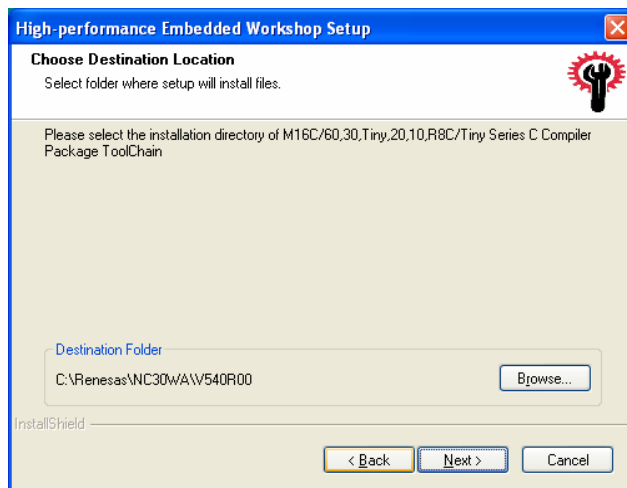 High-performance Embedded Workshop Setup
Choose Destination Location
Select folder where setup will install files.
Please select the installation directory of M16C/60,30,Tiny,20,10,R8C/Tiny Series C Compiler
Package ToolChain
Destination Folder
C:\Renesas\NC30WA\V540R00
Browse...
InstallShield
< Back
Next >
Cancel